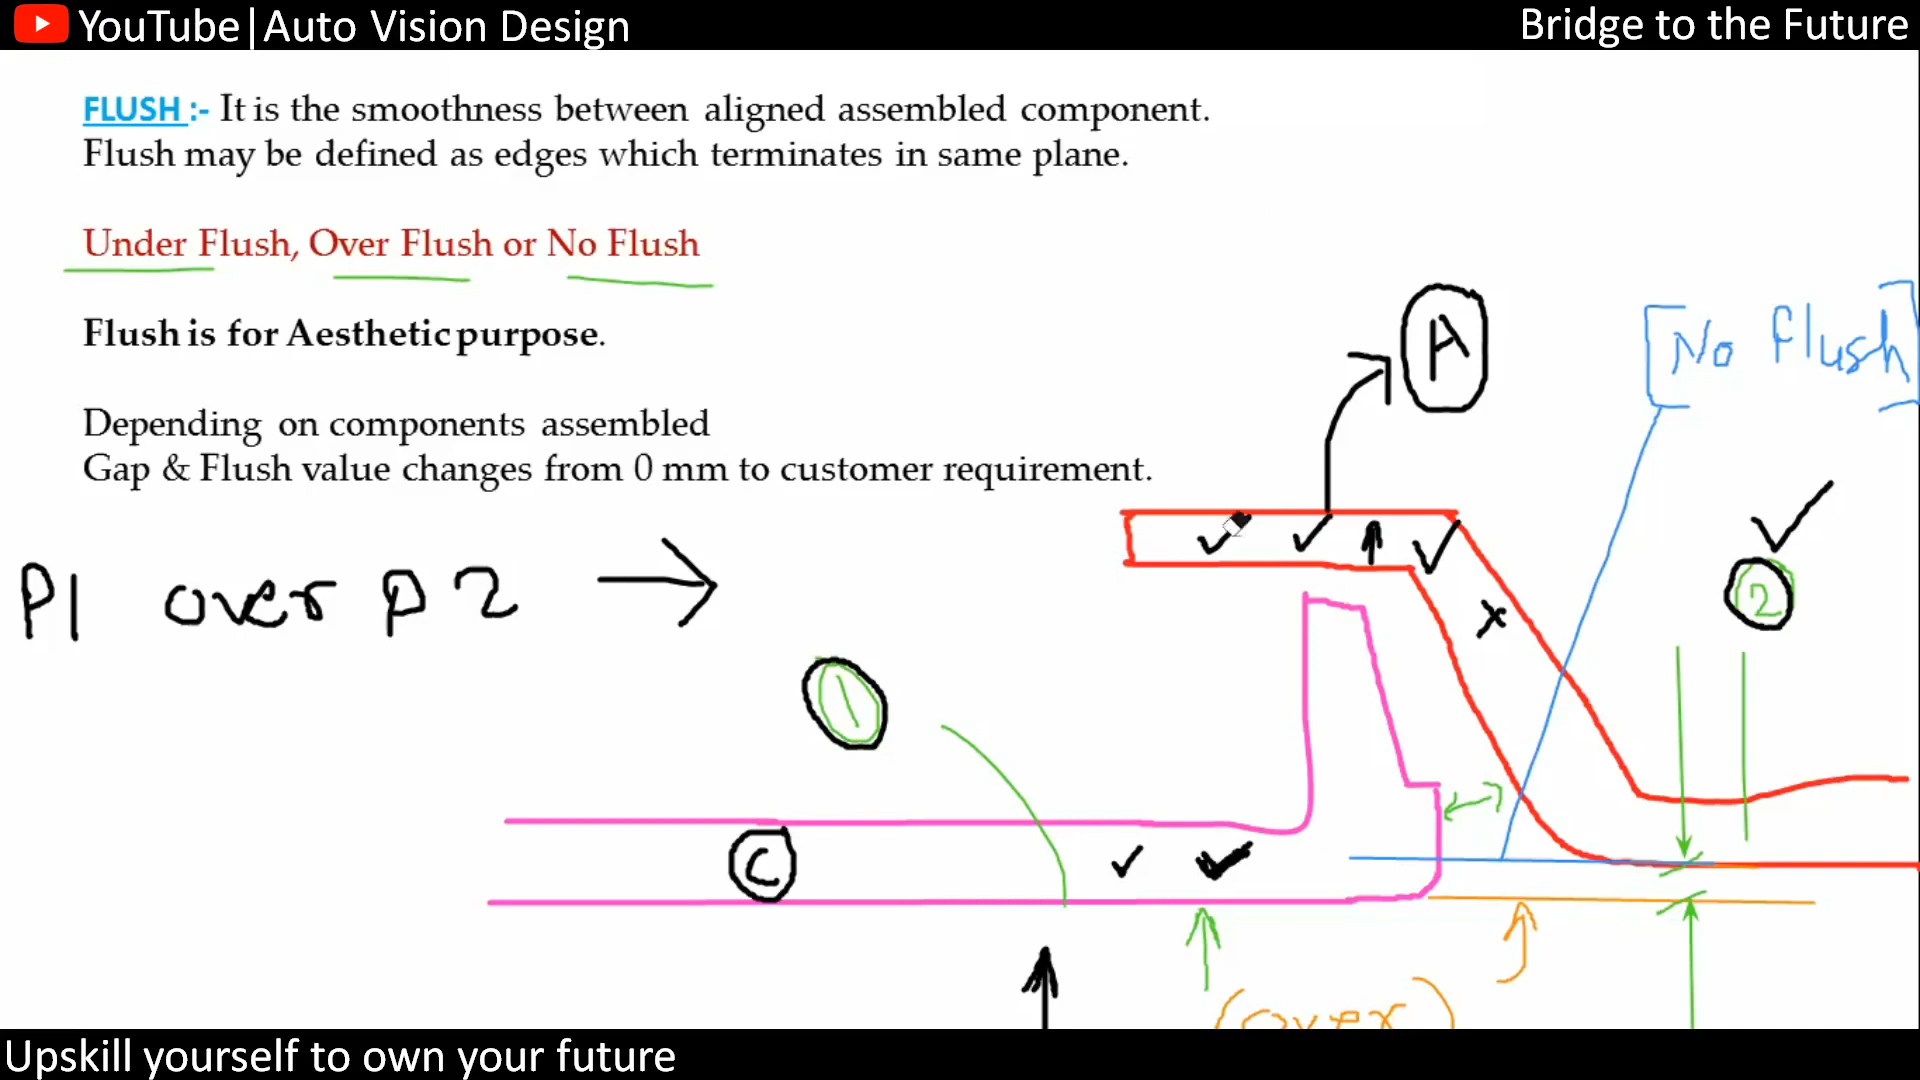 YouTube|Auto Vision Design
Bridge to the Future
FLUSH :- It is the smoothness between aligned assembled component.
Flush may be defined as edges which terminates in same plane.
Under Flush, Over Flush or No Flush
Flush is for Aesthetic purpose.
Depending on components assembled
Gap & Flush value changes from 0 mm to customer requirement.
A
No flush
P1 over P2
2
x
1
C
(over)
Upskill yourself to own your future